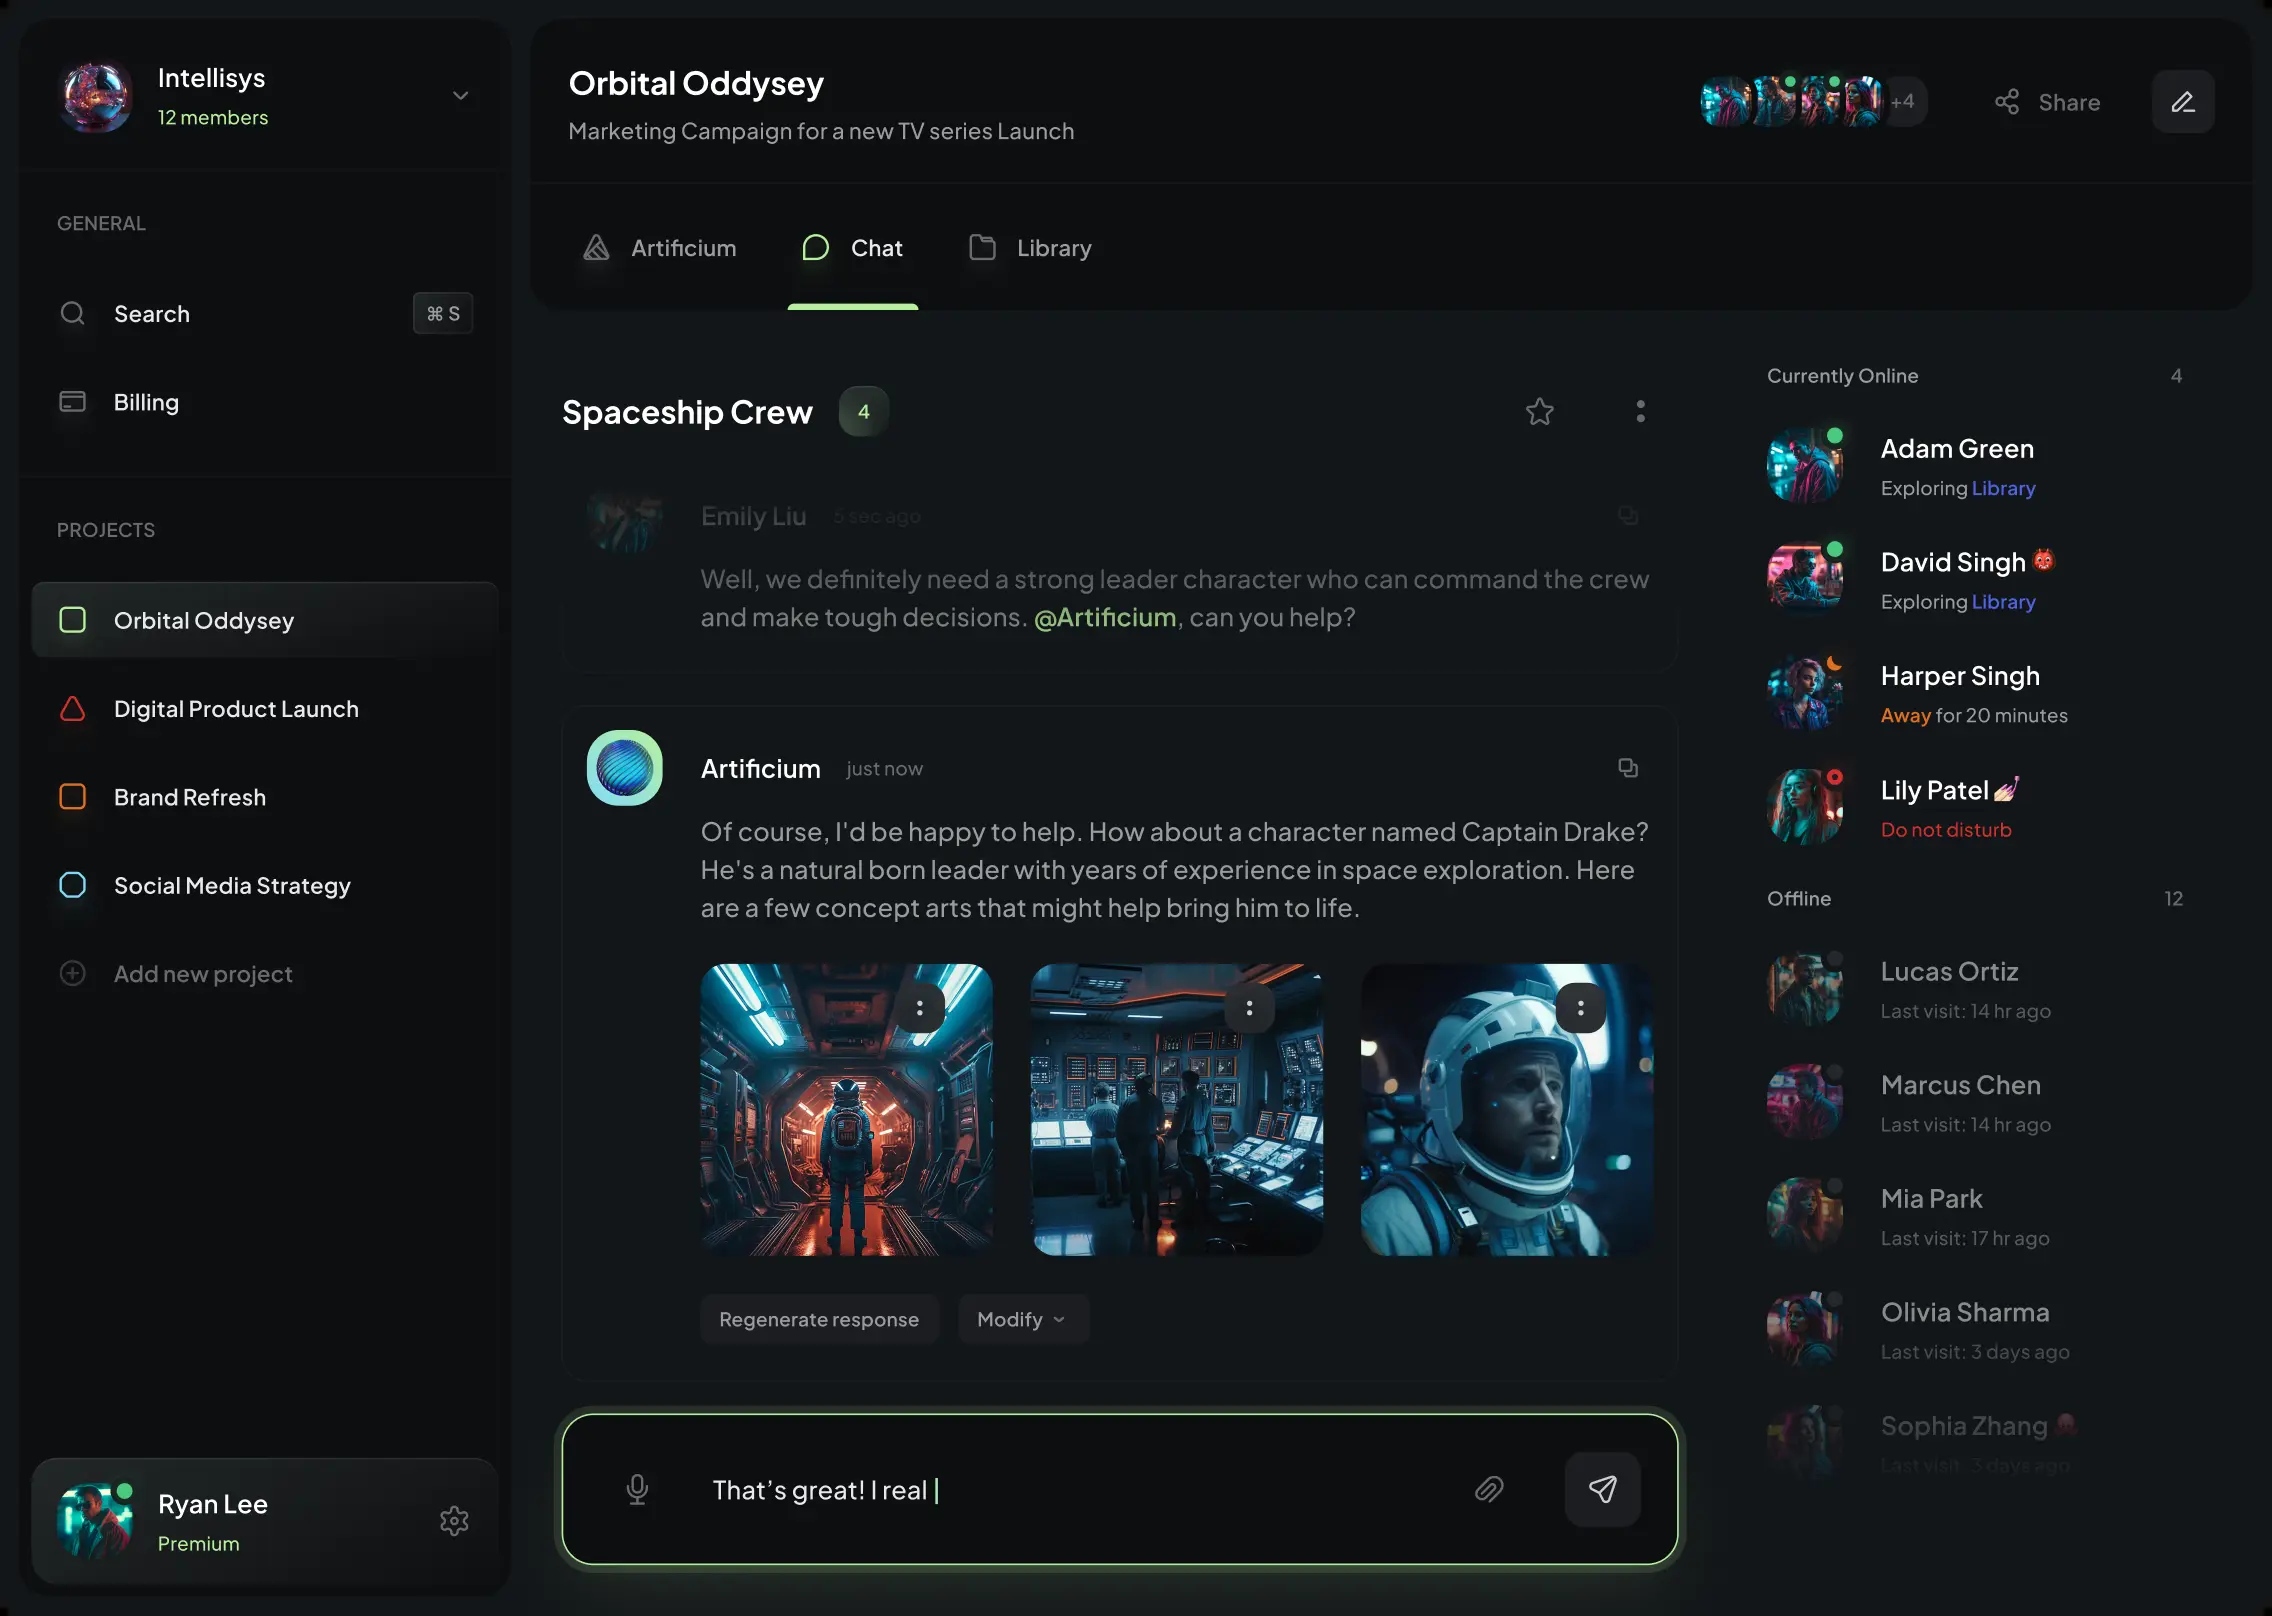 Intellisys
12 members
GENERAL
Search
⌘ S
Billing
PROJECTS
Orbital Oddysey
Digital Product Launch
Brand Refresh
Social Media Strategy
Add new project
Ryan Lee
Premium
Orbital Oddysey
Marketing Campaign for a new TV series Launch
+4
Share
Artificium
Chat
Library
Spaceship Crew
4
Emily Liu
5 sec ago
Well, we definitely need a strong leader character who can command the crew
and make tough decisions. @Artificium, can you help?
Artificium
just now
Of course, I'd be happy to help. How about a character named Captain Drake?
He's a natural born leader with years of experience in space exploration. Here
are a few concept arts that might help bring him to life.
Regenerate response
Modify
That’s great! I real
Currently Online
4
Adam Green
Exploring Library
David Singh 👹
Exploring Library
Harper Singh
Away for 20 minutes
Lily Patel 💅🏻
Do not disturb
Offline
12
Lucas Ortiz
Last visit: 14 hr ago
Marcus Chen
Last visit: 14 hr ago
Mia Park
Last visit: 17 hr ago
Olivia Sharma
Last visit: 3 days ago
Sophia Zhang 🐙
Last visit: 3 days ago